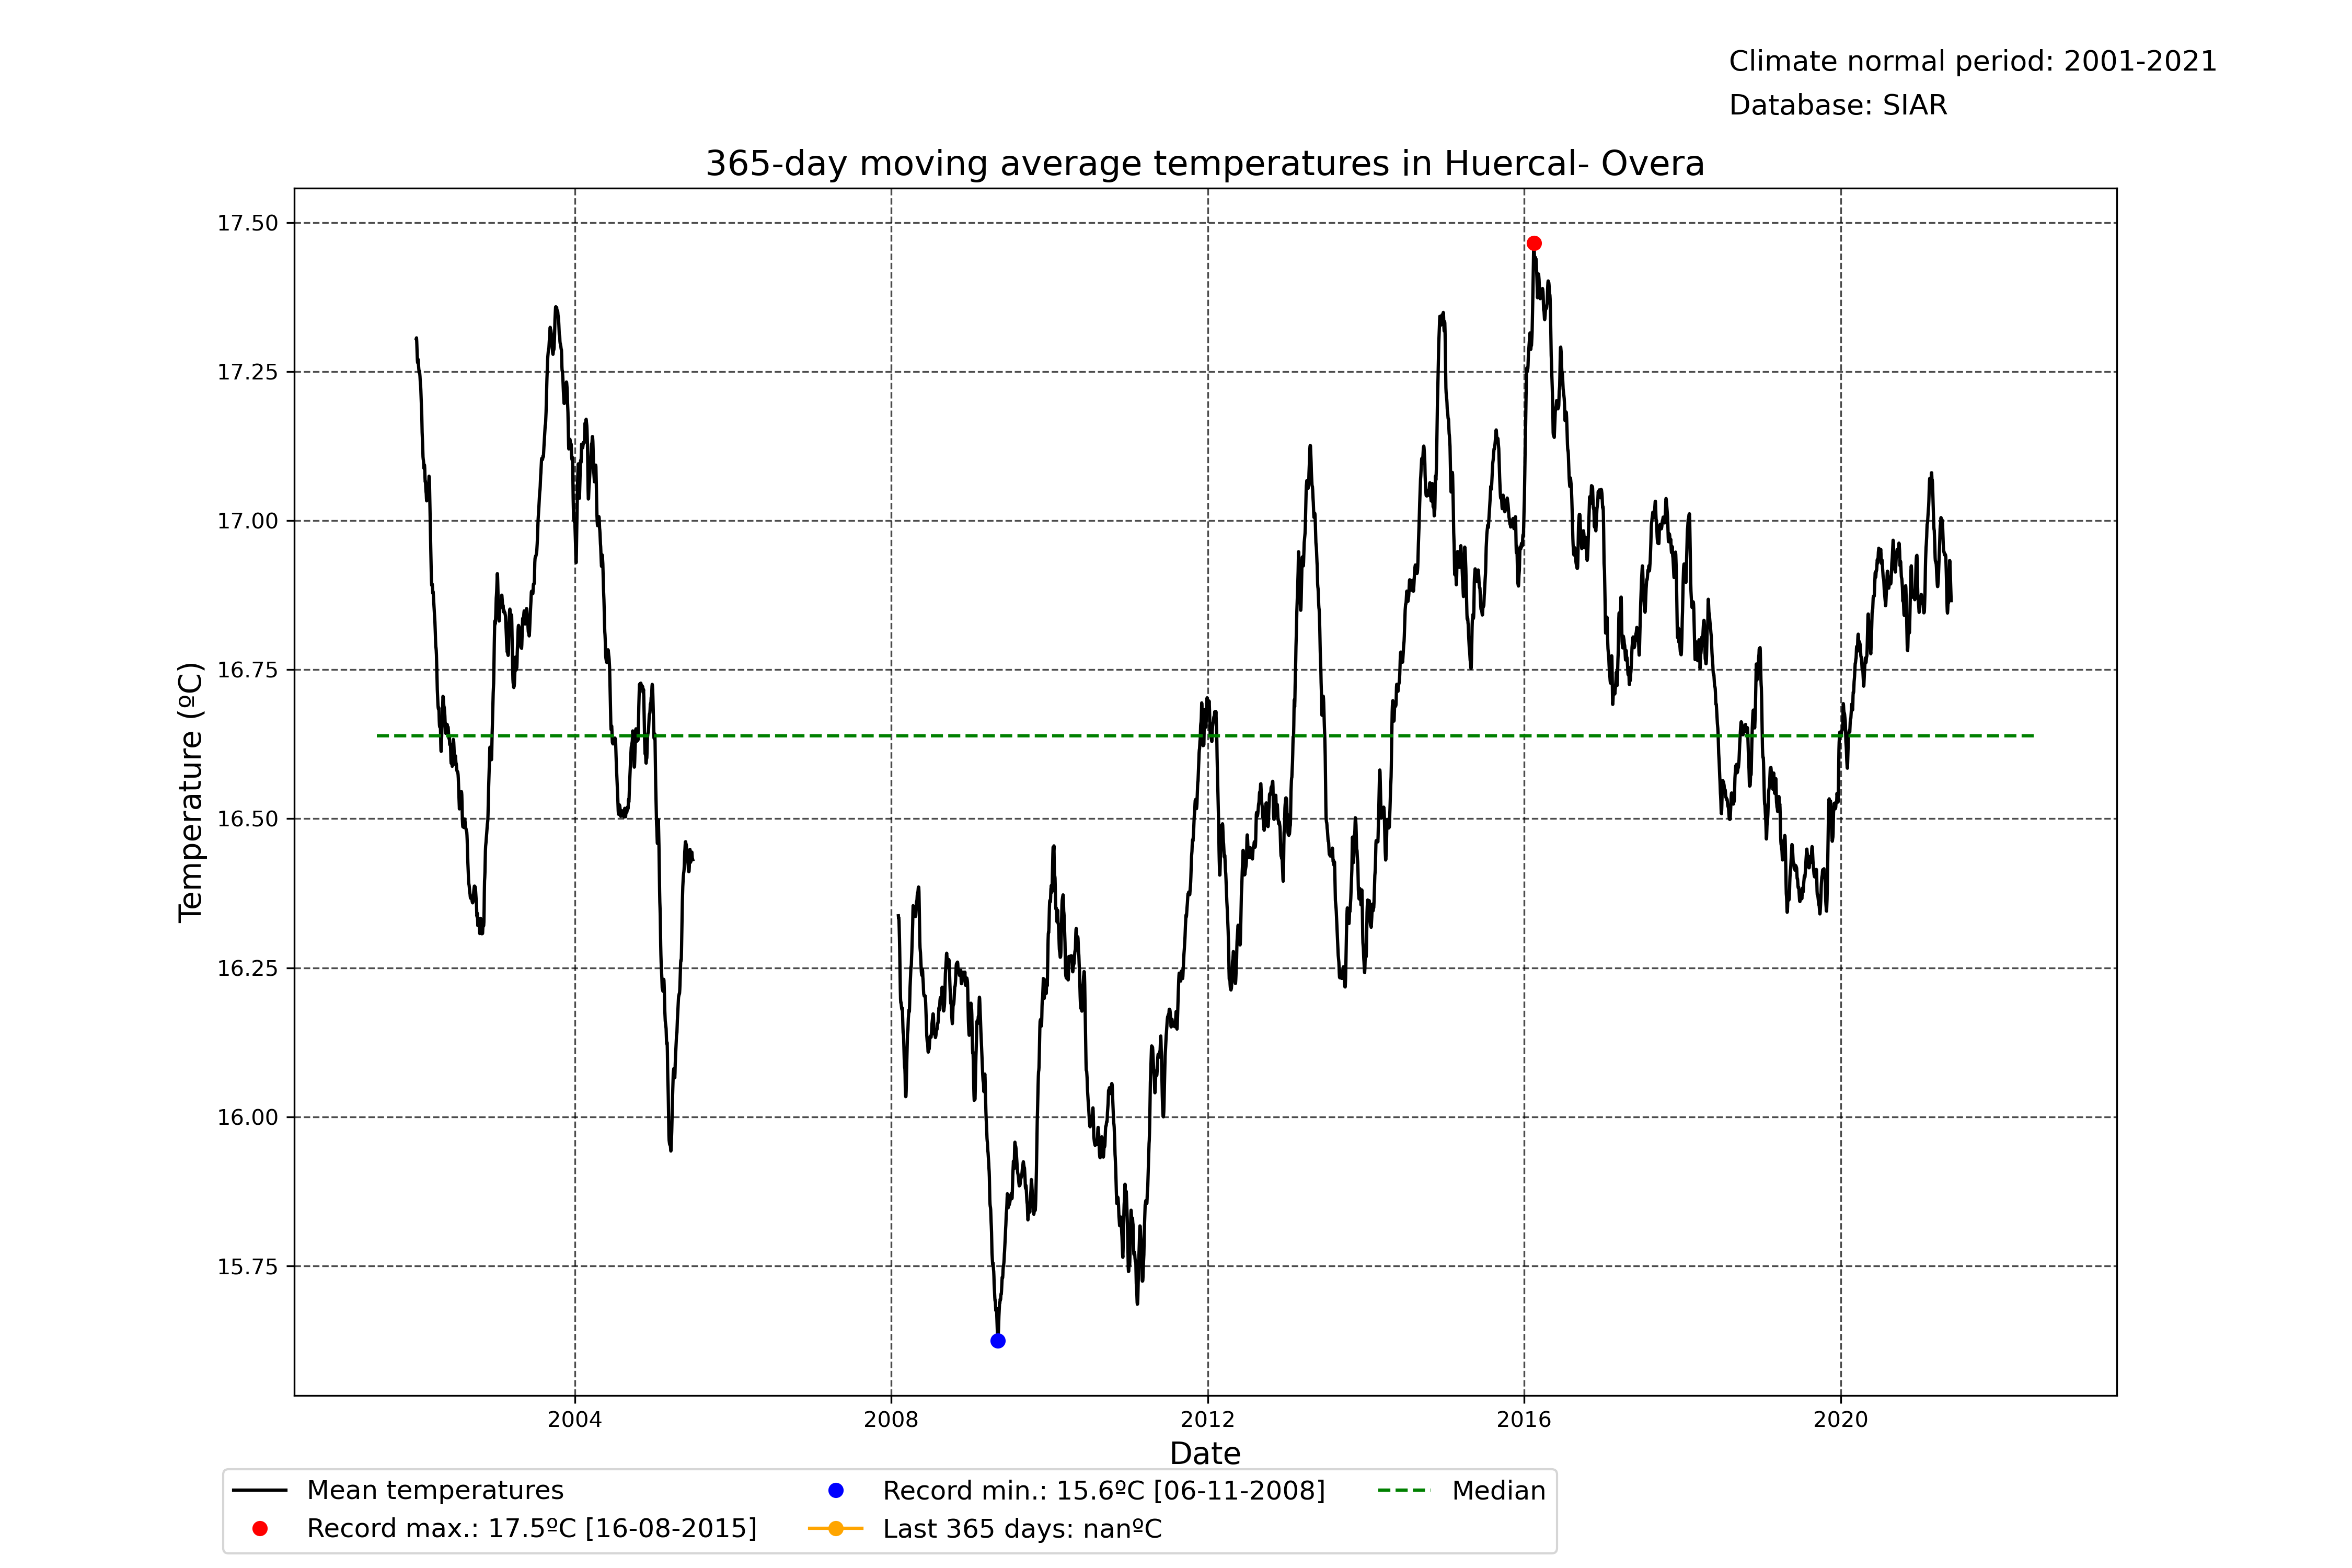 Climate normal period: 2001-2021
Database: SIAR
365-day moving average temperatures in Huercal- Overa
17.50
17.25
17.00
16.75
16.50
16.25
16.00
15.75
Temperature (ºC)
2004 2008 2012 2016 2020
Date
Mean temperatures
Record max.: 17.5ºC [16-08-2015]
Record min.: 15.6ºC [06-11-2008]
Last 365 days: nanºC
Median